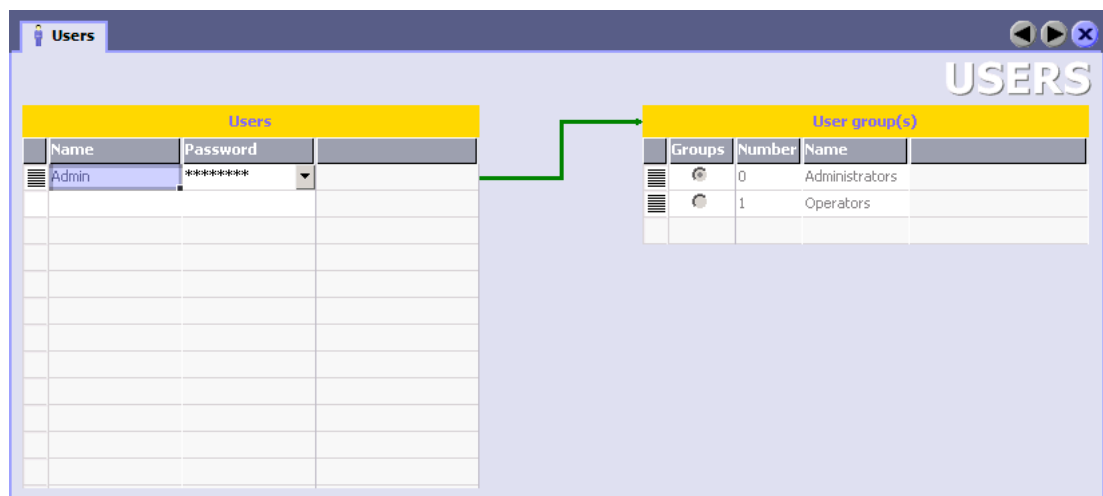 Users
USERS
Users
Name Password
Admin ********
User group(s)
Groups Number Name
0 Administrators
1 Operators